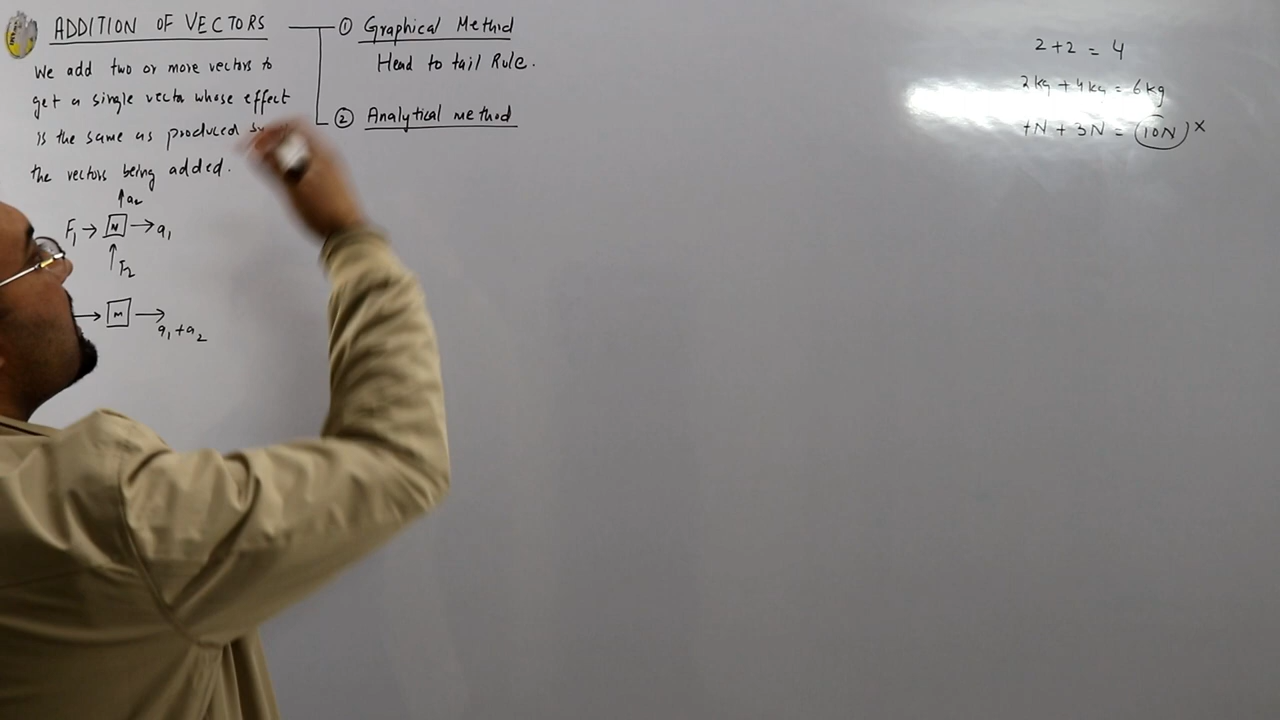 ADDITION OF VECTORS
We add two or more vectors to
get a single vector whose effect
is the same as produced
the vectors being added.
a₂
F₁ → → a₁
F₂
M
a₁ + a₂
① Graphical Method
Head to tail Rule.
② Analytical method
2 + 2 = 4
2kg + 4kg = 6kg
N + 3N = 10N ×